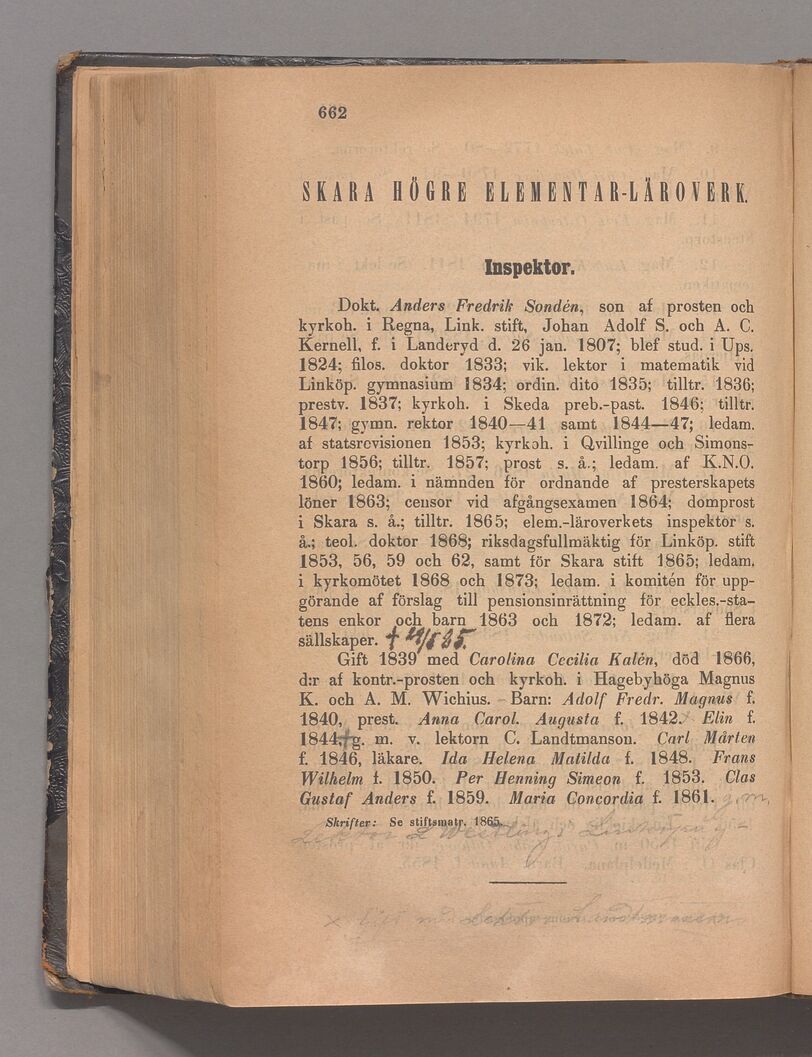 662
SKARA HÖGRE ELEMENTAR-LÄROVERK.
Inspektor.
Dokt. Anders Fredrik Sondén, son af prosten och
kyrkoh. i Regna, Link. stift, Johan Adolf S. och A. C.
Kernell, f. i Landeryd d. 26 jan. 1807; blef stud. i Ups.
1824; filos. doktor 1833; vik. lektor i matematik vid
Linköp. gymnasium 1834; ordin. dito 1835; tilltr. 1836;
prestv. 1837; kyrkoh. i Skeda preb.-past. 1846; tilltr.
1847; gymn. rektor 1840—41 samt 1844—47; ledam.
af statsrevisionen 1853; kyrkoh. i Qvillinge och Simons-
torp 1856; tilltr. 1857; prost s. å.; ledam. af K.N.O.
1860; ledam. i nämnden för ordnande af presterskapets
löner 1863; censor vid afgångsexamen 1864; domprost
i Skara s. å.; tilltr. 1865; elem.-läroverkets inspektor s.
å.; teol. doktor 1868; riksdagsfullmäktig för Linköp. stift
1853, 56, 59 och 62, samt för Skara stift 1865; ledam.
i kyrkomötet 1868 och 1873; ledam. i komitén för upp-
görande af förslag till pensionsinrättning för eckles.-sta-
tens enkor och barn 1863 och 1872; ledam. af flera
sällskaper. †
Gift 1839 med Carolina Cecilia Kalén, död 1866,
d:r af kontr.-prosten och kyrkoh. i Hagebyhöga Magnus
K. och A. M. Wichius. Barn: Adolf Fredr. Magnus f.
1840, prest. Anna Carol. Augusta f. 1842. Elin f.
1844, g. m. v. lektorn C. Landtmanson. Carl Mårten
f. 1846, läkare. Ida Helena Matilda f. 1848. Frans
Wilhelm f. 1850. Per Henning Simeon f. 1853. Clas
Gustaf Anders f. 1859. Maria Concordia f. 1861. g. m.
Skrifter: Se stiftsmatr. 1865.